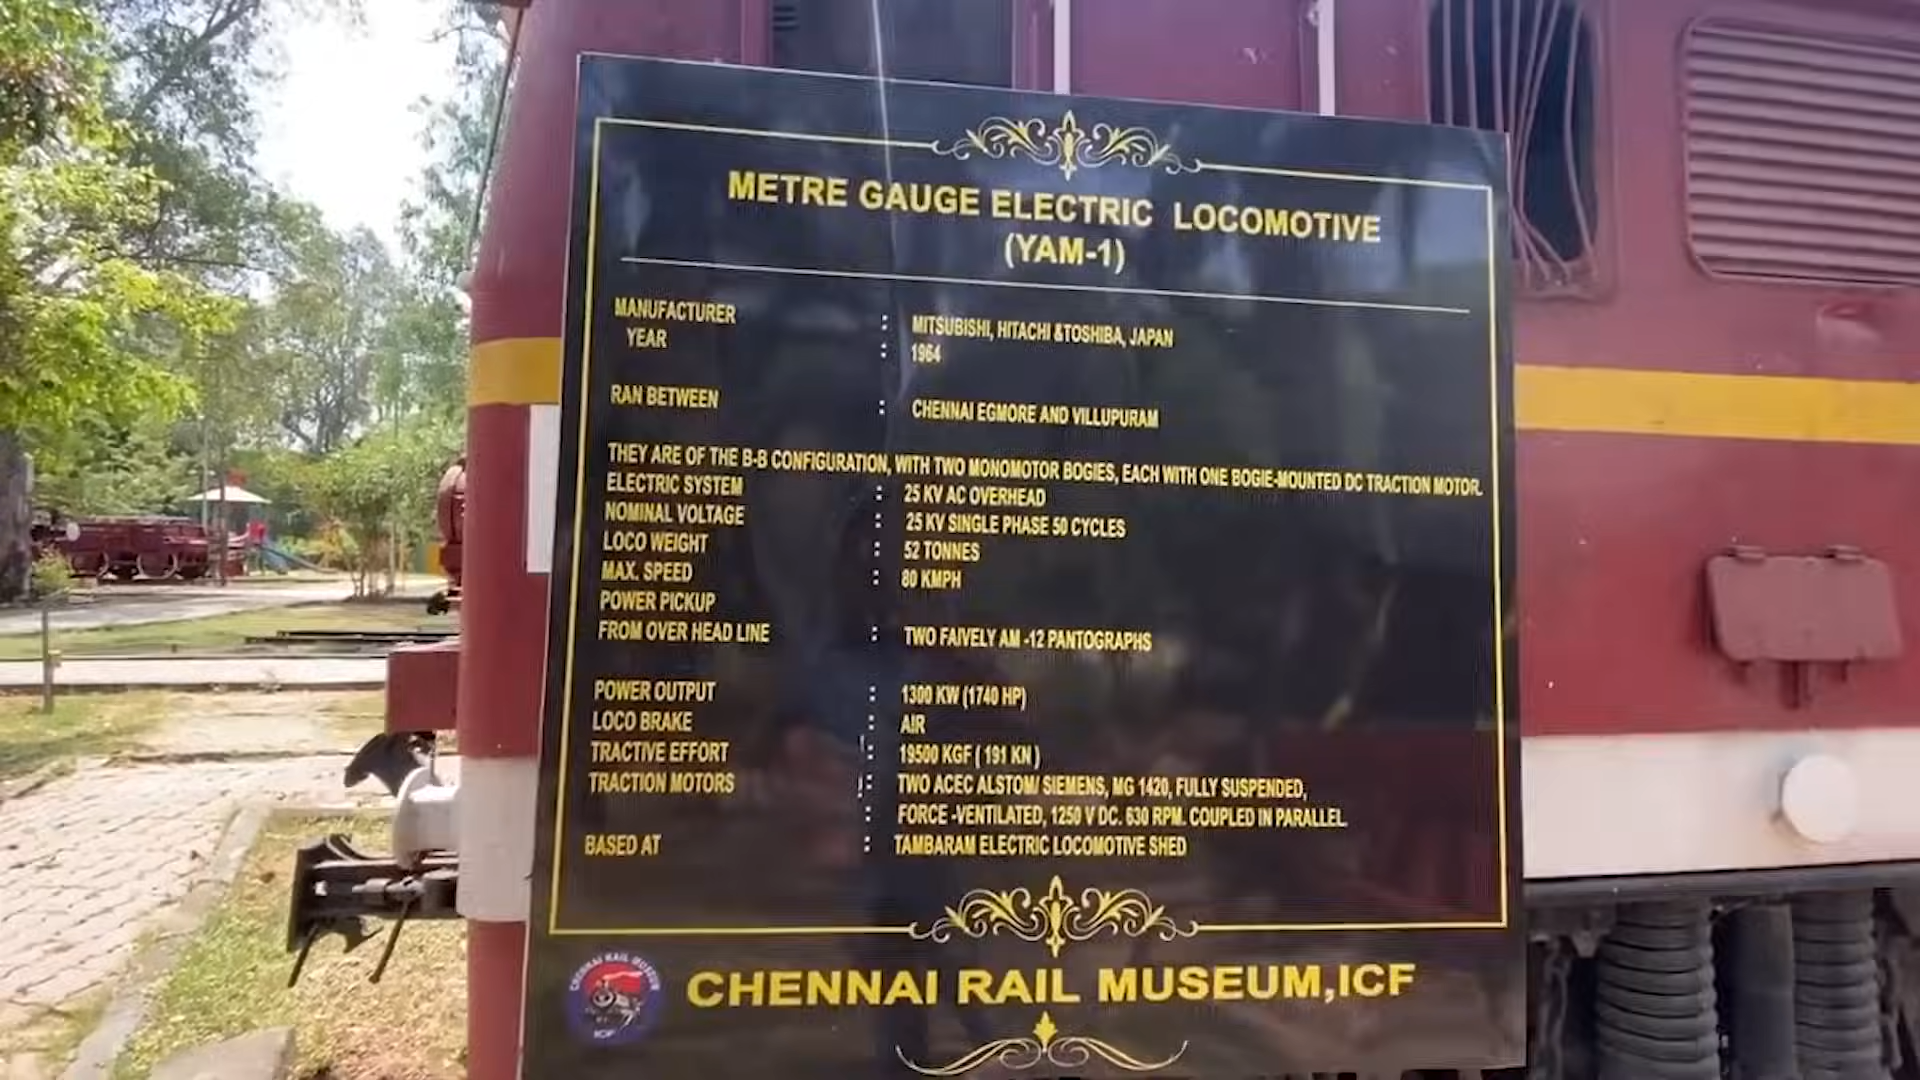 METRE GAUGE ELECTRIC LOCOMOTIVE
(YAM-1)
MANUFACTURER : MITSUBISHI, HITACHI &TOSHIBA, JAPAN
YEAR : 1964
RAN BETWEEN : CHENNAI EGMORE AND VILLUPURAM
THEY ARE OF THE B-B CONFIGURATION, WITH TWO MONOMOTOR BOGIES, EACH WITH ONE BOGIE-MOUNTED DC TRACTION MOTOR.
ELECTRIC SYSTEM : 25 KV AC OVERHEAD
NOMINAL VOLTAGE : 25 KV SINGLE PHASE 50 CYCLES
LOCO WEIGHT : 52 TONNES
MAX. SPEED : 80 KMPH
POWER PICKUP
FROM OVER HEAD LINE : TWO FAIVELY AM -12 PANTOGRAPHS
POWER OUTPUT : 1300 KW (1740 HP)
LOCO BRAKE : AIR
TRACTIVE EFFORT : 19500 KGF ( 191 KN )
TRACTION MOTORS : TWO ACEC ALSTOM/ SIEMENS, MG 1420, FULLY SUSPENDED,
: FORCE -VENTILATED, 1250 V DC. 630 RPM. COUPLED IN PARALLEL.
BASED AT : TAMBARAM ELECTRIC LOCOMOTIVE SHED
CHENNAI RAIL MUSEUM
ICF
CHENNAI RAIL MUSEUM,ICF